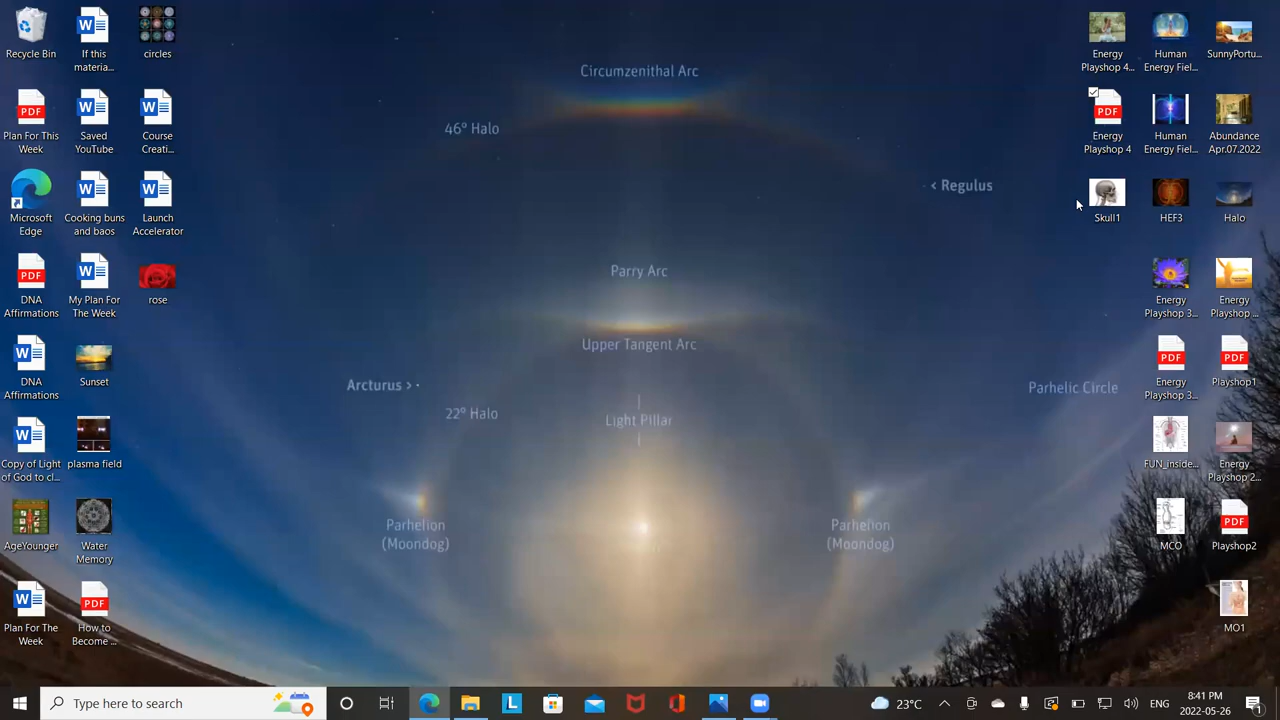 Recycle Bin
If this
materia...
circles
Plan For This
Week
Saved
YouTube
Course
Creati...
Microsoft
Edge
Cooking buns
and baos
Launch
Accelerator
DNA
Affirmations
My Plan For
The Week
rose
DNA
Affirmations
Sunset
Copy of Light
of God to cl...
plasma field
AgeYounger
Water
Memory
Plan For The
Week
How to
Become ...
Circumzenithal Arc
46º Halo
< Regulus
Parry Arc
Upper Tangent Arc
Arcturus >
Parhelic Circle
22º Halo
Light Pillar
Parhelion
(Moondog)
Parhelion
(Moondog)
Energy
Playshop 4...
Human
Energy Fiel...
SunnyPortu...
PDF
Energy
Playshop 4
Human
Energy Fiel...
Abundance
Apr.07.2022
Skull1
HEF3
Halo
Energy
Playshop 3...
Energy
Playshop ...
PDF
Energy
Playshop 3...
PDF
Playshop1
FUN_inside...
Energy
Playshop 2...
MCO
PDF
Playshop2
MO1
Type here to search
23°C
ENG
8:41 PM
2022-05-26